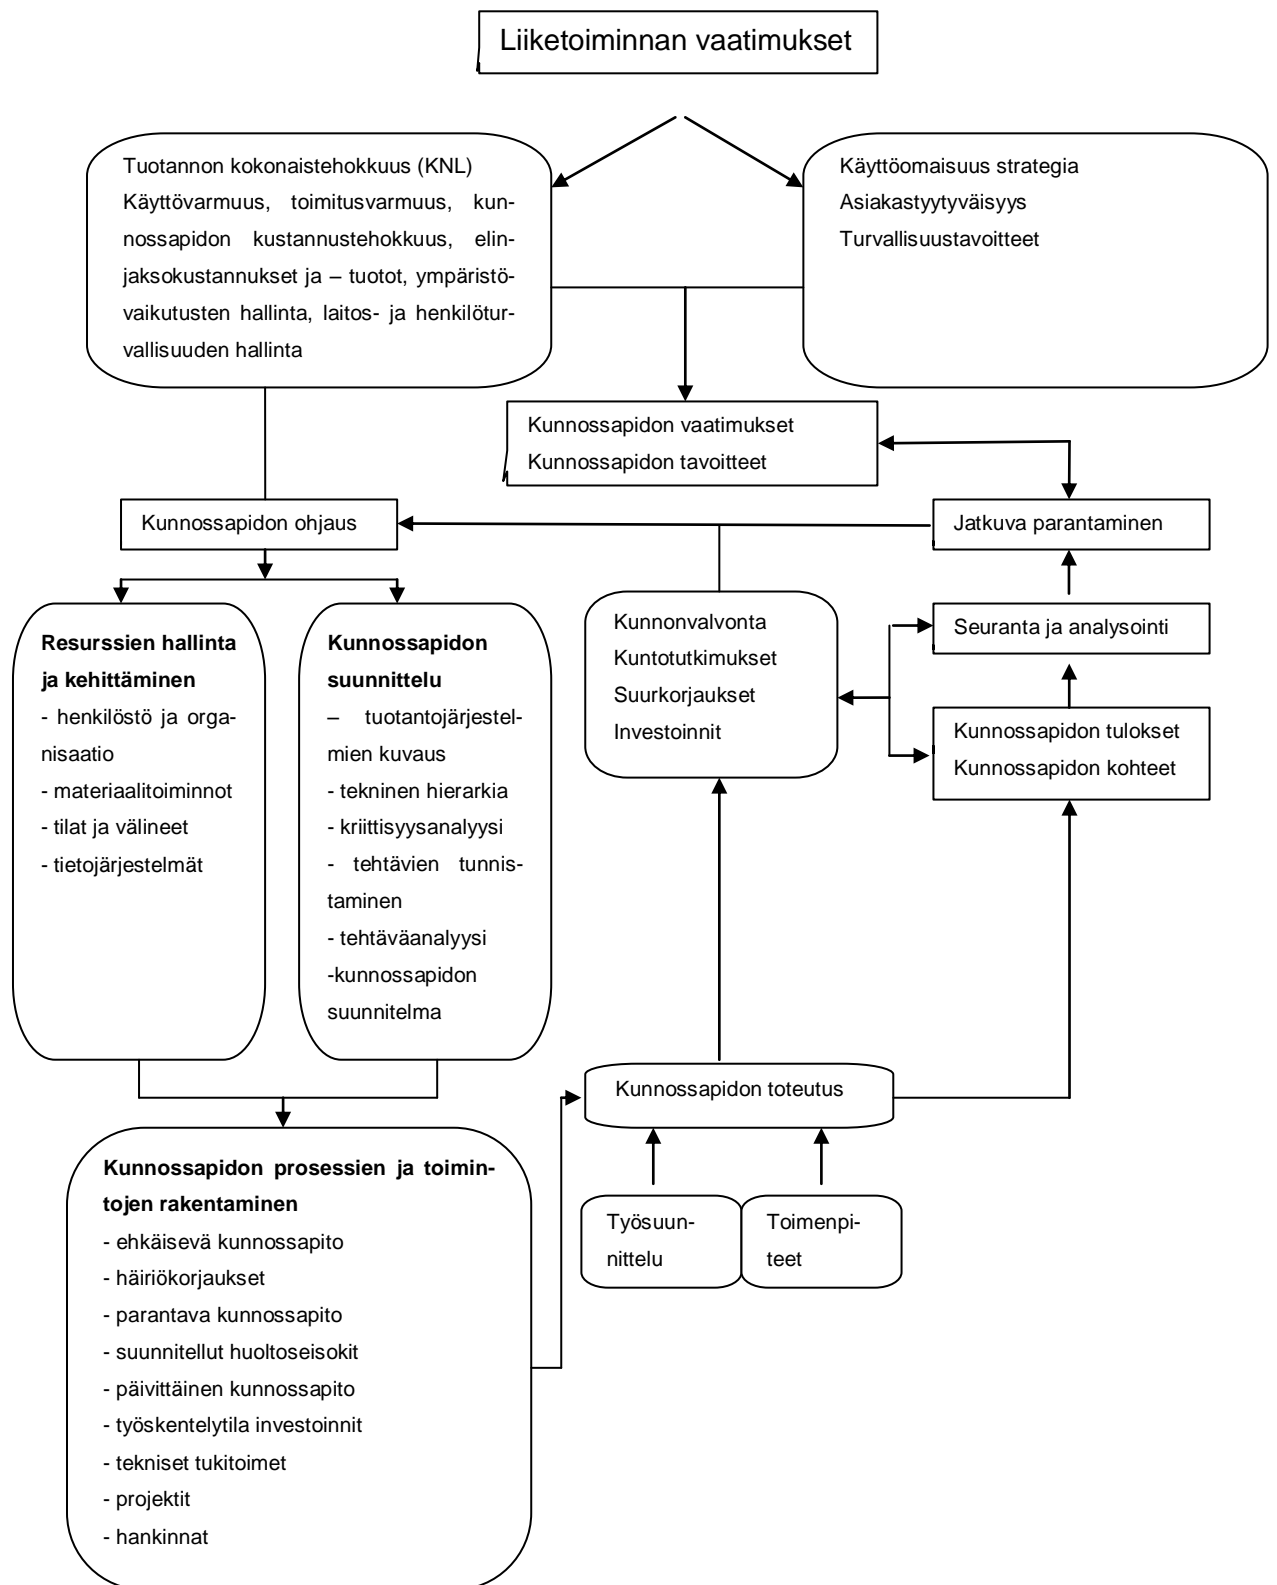 Liiketoiminnan vaatimukset
Tuotannon kokonaistehokkuus (KNL)
Käyttövarmuus, toimitusvarmuus, kun-
nossapidon kustannustehokkuus, elin-
jaksokustannukset ja – tuotot, ympäristö-
vaikutusten hallinta, laitos- ja henkilötur-
vallisuuden hallinta
Käyttöomaisuus strategia
Asiakastyytyväisyys
Turvallisuustavoitteet
Kunnossapidon vaatimukset
Kunnossapidon tavoitteet
Kunnossapidon ohjaus
Jatkuva parantaminen
Resurssien hallinta
ja kehittäminen
- henkilöstö ja orga-
nisaatio
- materiaalitoiminnot
- tilat ja välineet
- tietojärjestelmät
Kunnossapidon
suunnittelu
– tuotantojärjestel-
mien kuvaus
- tekninen hierarkia
- kriittisyysanalyysi
- tehtävien tunnis-
taminen
- tehtäväanalyysi
-kunnossapidon
suunnitelma
Kunnonvalvonta
Kuntotutkimukset
Suurkorjaukset
Investoinnit
Seuranta ja analysointi
Kunnossapidon tulokset
Kunnossapidon kohteet
Kunnossapidon toteutus
Työsuun-
nittelu
Toimenpi-
teet
Kunnossapidon prosessien ja toimin-
tojen rakentaminen
- ehkäisevä kunnossapito
- häiriökorjaukset
- parantava kunnossapito
- suunnitellut huoltoseisokit
- päivittäinen kunnossapito
- työskentelytila investoinnit
- tekniset tukitoimet
- projektit
- hankinnat